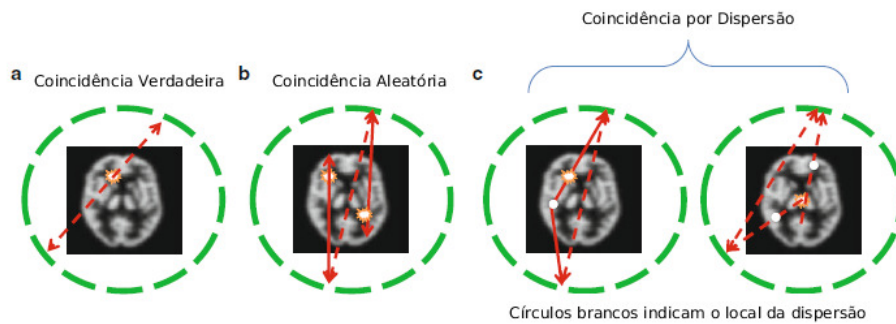 Coincidência por Dispersão
a Coincidência Verdadeira
b Coincidência Aleatória
c
Círculos brancos indicam o local da dispersão